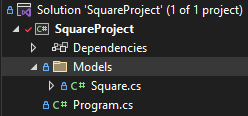 Solution 'SquareProject' (1 of 1 project)
SquareProject
Dependencies
Models
Square.cs
Program.cs